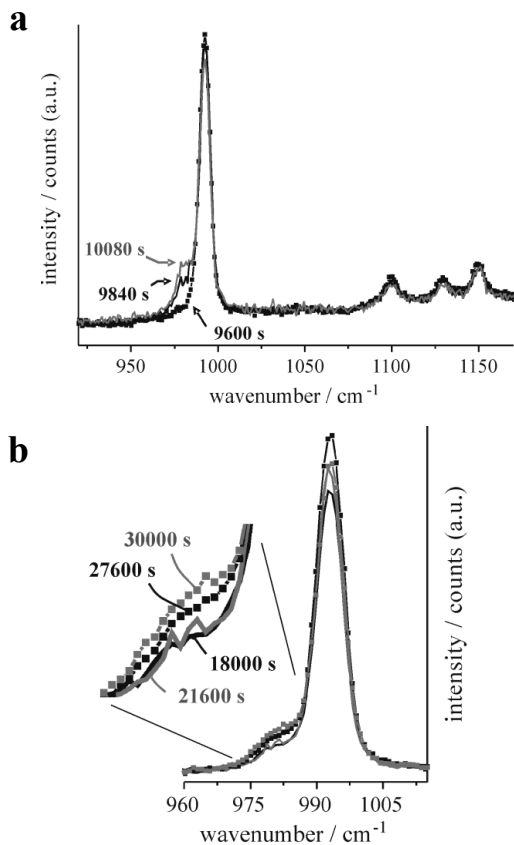 a
intensity / counts (a.u.)
10080 s
9840 s
9600 s
950 1000 1050 1100 1150
wavenumber / cm-1
b
30000 s
27600 s
18000 s
21600 s
intensity / counts (a.u.)
960 975 990 1005
wavenumber / cm-1